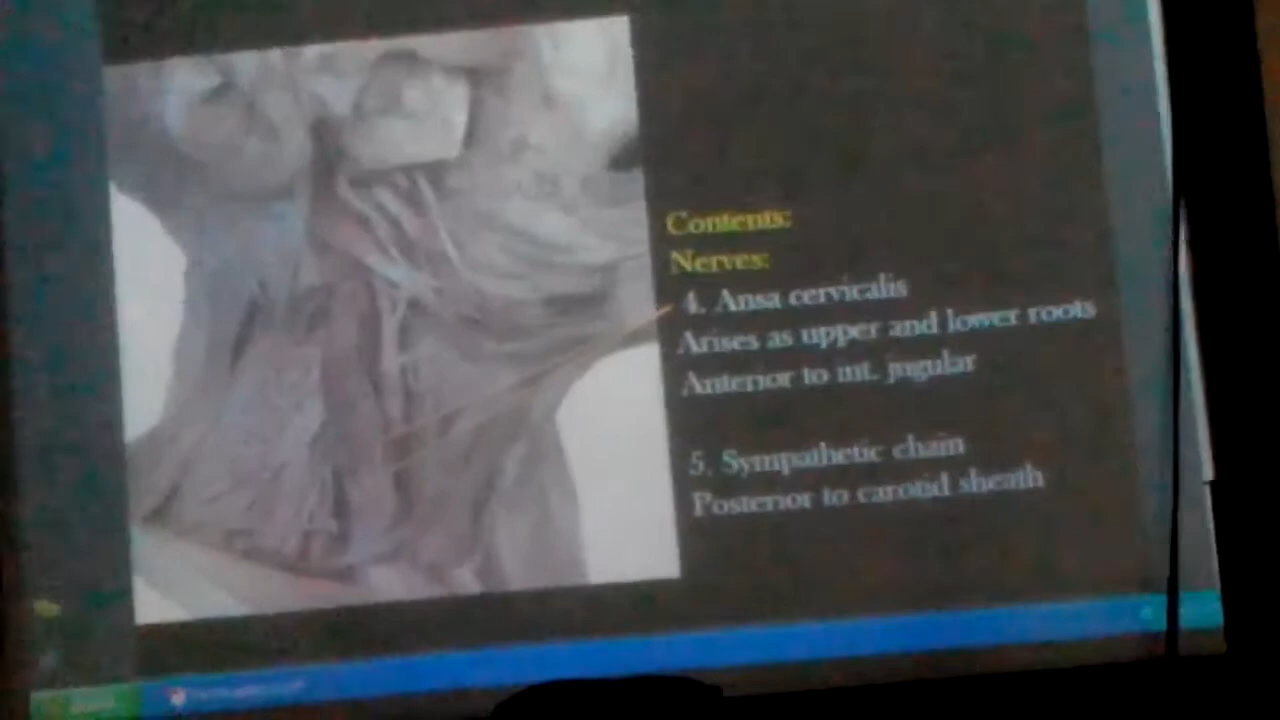 Contents:
Nerves:
4. Ansa cervicalis
Arises as upper and lower roots
Anterior to int. jugular
5. Sympathetic chain
Posterior to carotid sheath